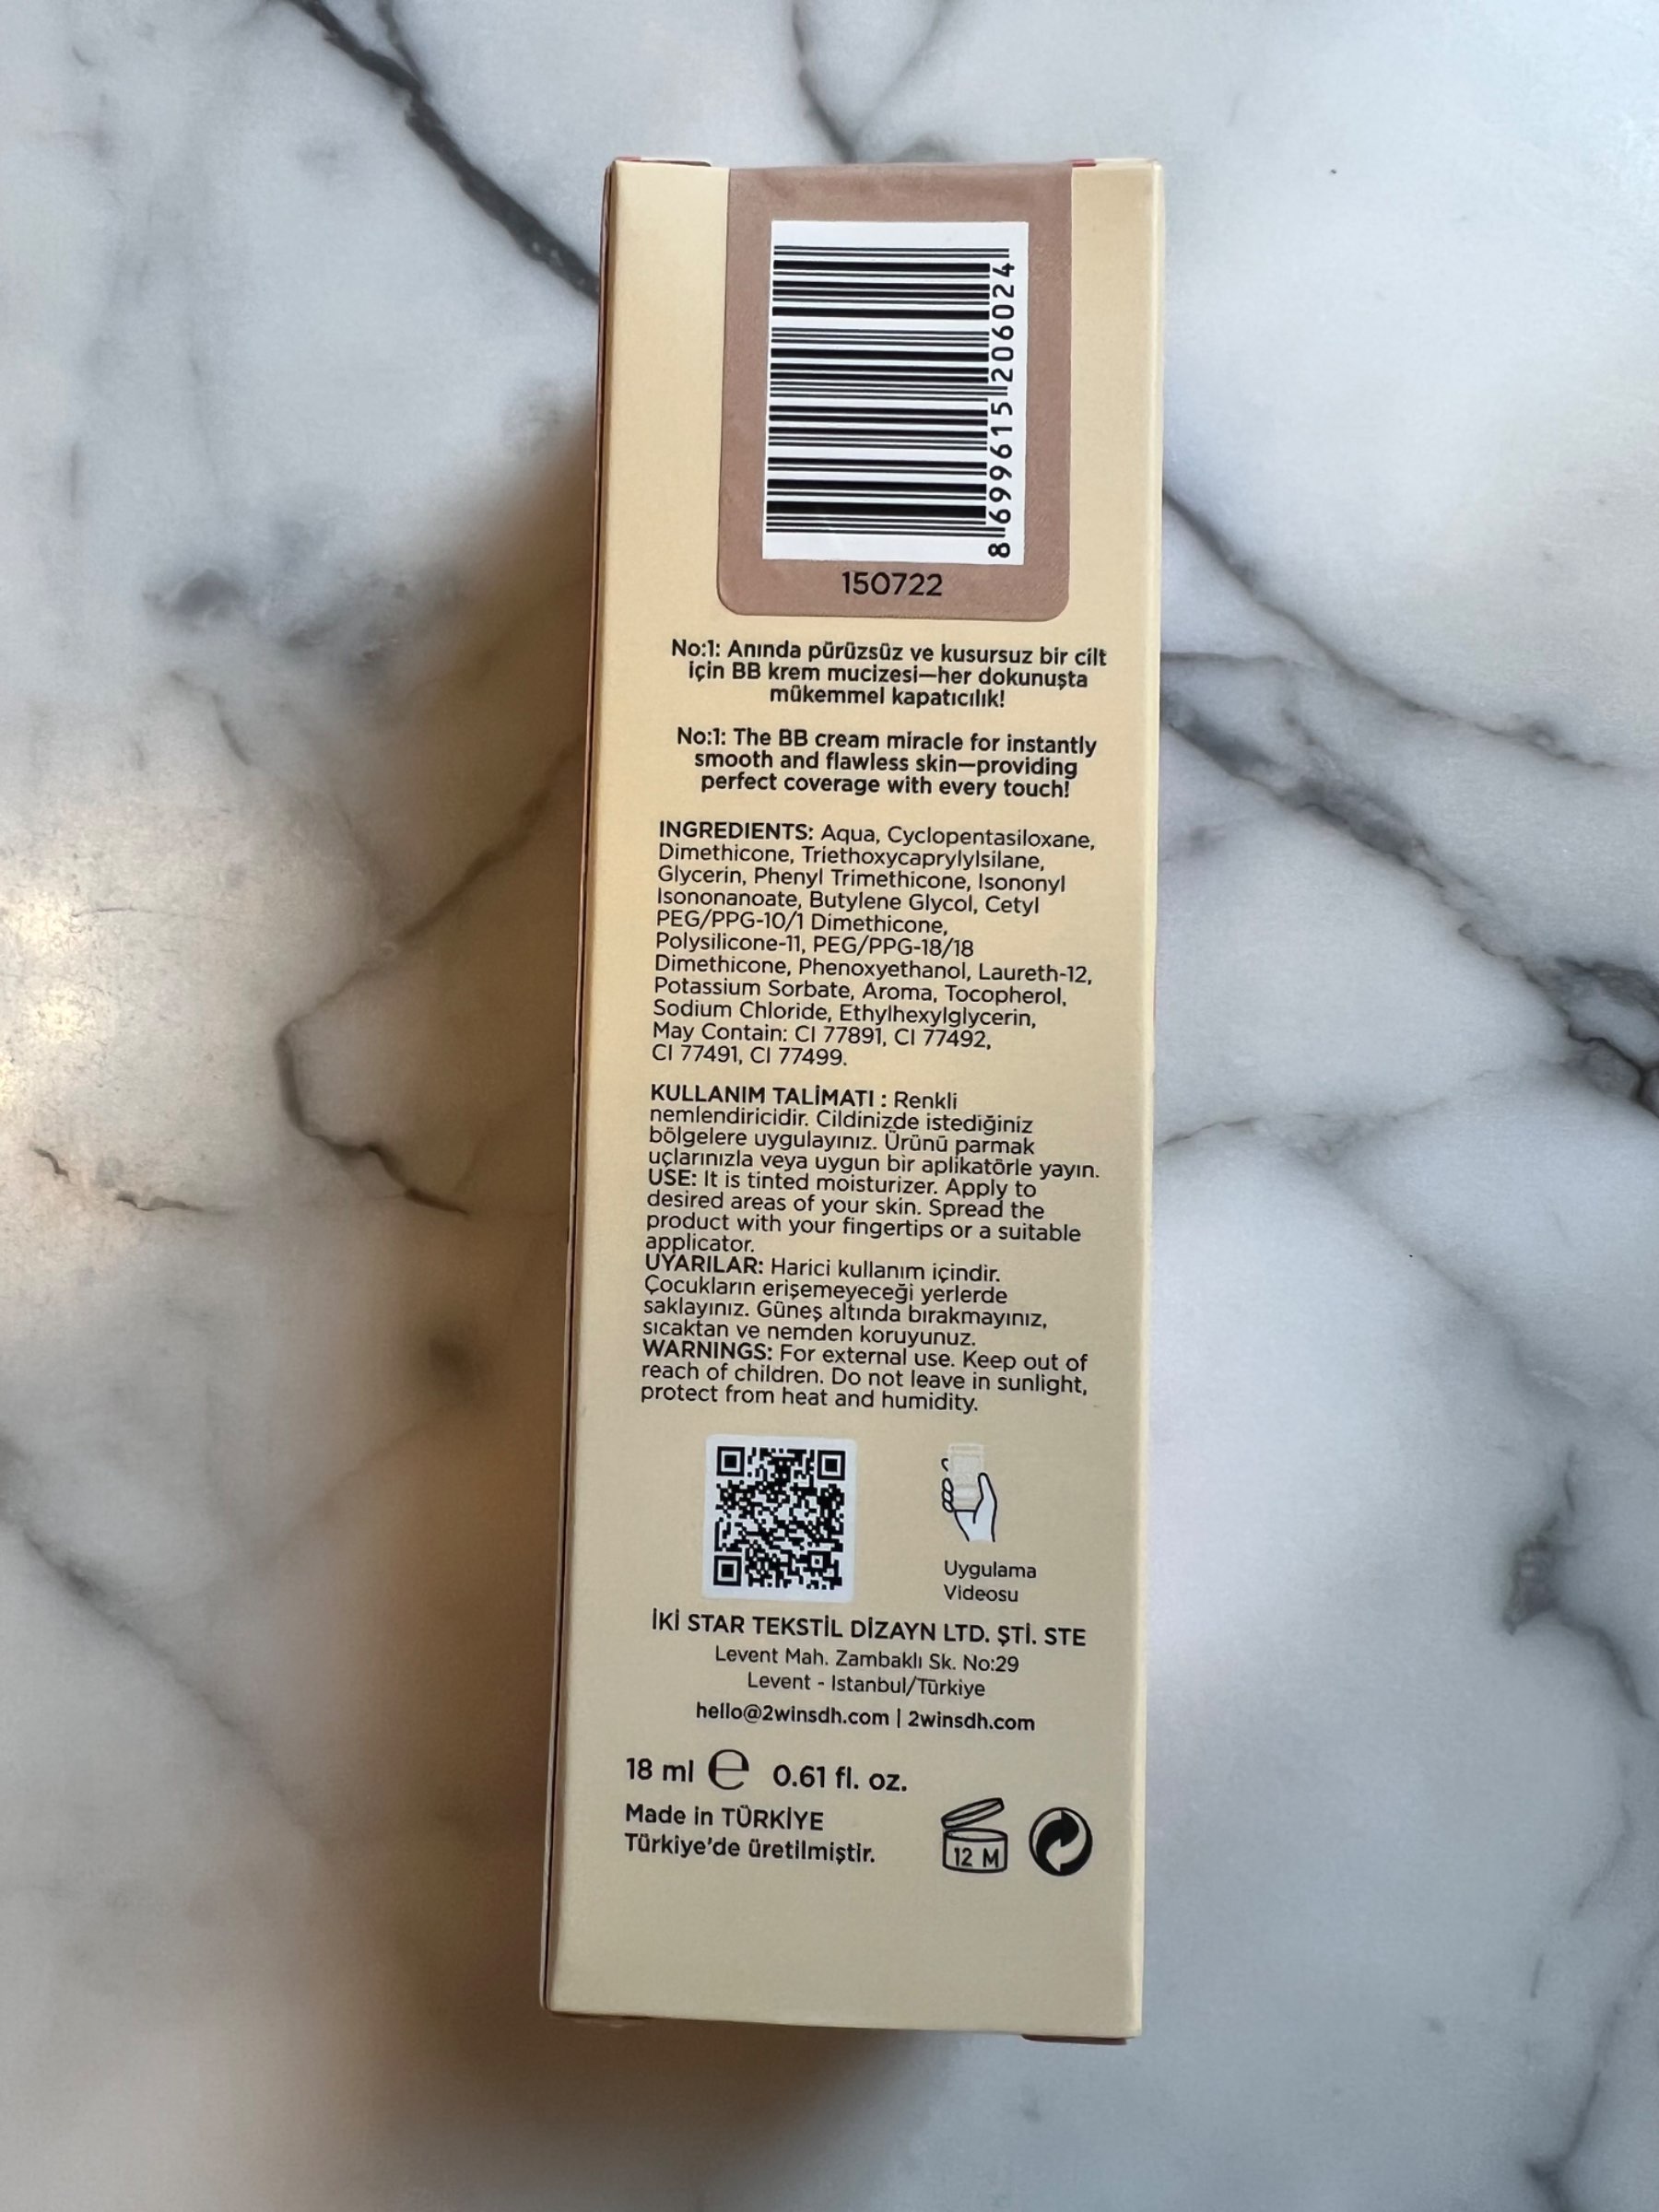 8 699615 206024
150722
No:1: Anında pürüzsüz ve kusursuz bir cilt
için BB krem mucizesi—her dokunuşta
mükemmel kapatıcılık!
No:1: The BB cream miracle for instantly
smooth and flawless skin—providing
perfect coverage with every touch!
INGREDIENTS: Aqua, Cyclopentasiloxane,
Dimethicone, Triethoxycaprylylsilane,
Glycerin, Phenyl Trimethicone, Isononyl
Isononanoate, Butylene Glycol, Cetyl
PEG/PPG-10/1 Dimethicone,
Polysilicone-11, PEG/PPG-18/18
Dimethicone, Phenoxyethanol, Laureth-12,
Potassium Sorbate, Aroma, Tocopherol,
Sodium Chloride, Ethylhexylglycerin,
May Contain: CI 77891, CI 77492,
CI 77491, CI 77499.
KULLANIM TALİMATI : Renkli
nemlendiricidir. Cildinizde istediğiniz
bölgelere uygulayınız. Ürünü parmak
uçlarınızla veya uygun bir aplikatörle yayın.
USE: It is tinted moisturizer. Apply to
desired areas of your skin. Spread the
product with your fingertips or a suitable
applicator.
UYARILAR: Harici kullanım içindir.
Çocukların erişemeyeceği yerlerde
saklayınız. Güneş altında bırakmayınız,
sıcaktan ve nemden koruyunuz.
WARNINGS: For external use. Keep out of
reach of children. Do not leave in sunlight,
protect from heat and humidity.
Uygulama
Videosu
İKİ STAR TEKSTİL DİZAYN LTD. ŞTİ. STE
Levent Mah. Zambaklı Sk. No:29
Levent - Istanbul/Türkiye
hello@2winsdh.com | 2winsdh.com
18 ml e 0.61 fl. oz.
Made in TÜRKİYE
Türkiye'de üretilmiştir.
12 M